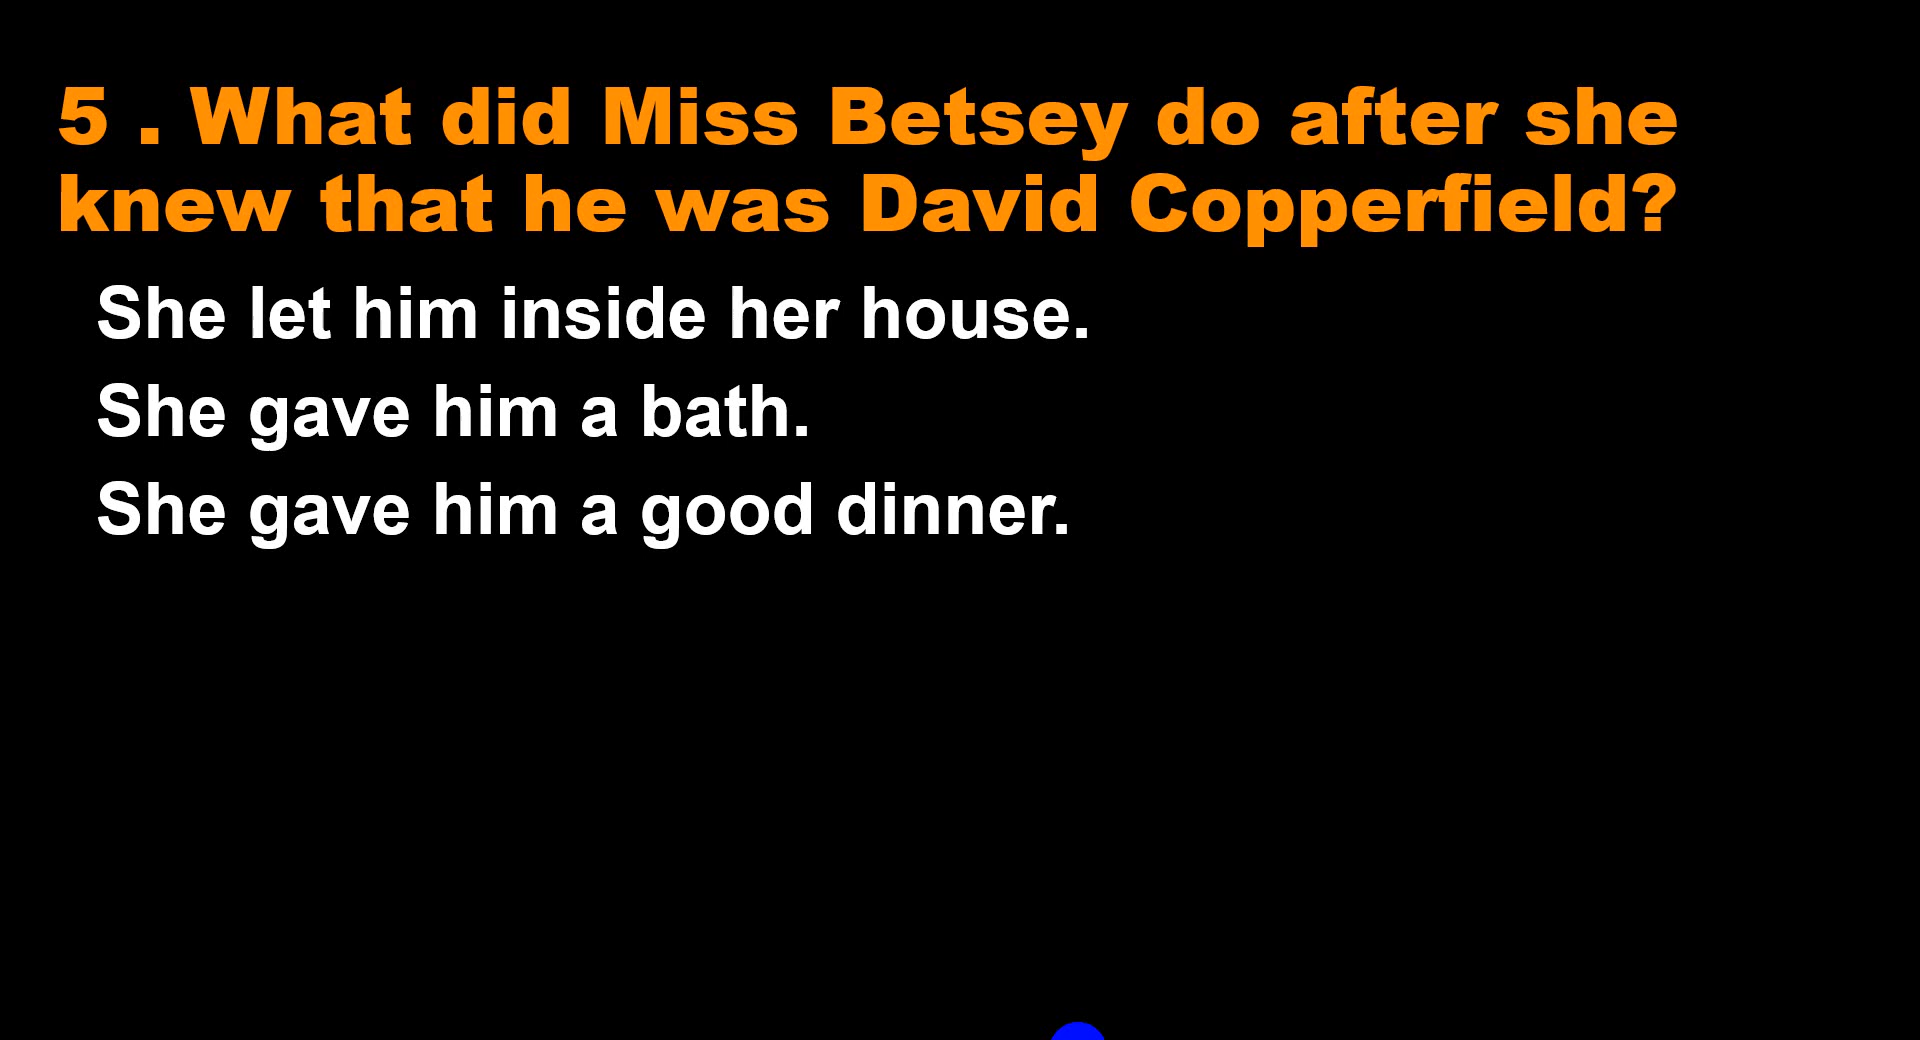 5 . What did Miss Betsey do after she
knew that he was David Copperfield?
She let him inside her house.
She gave him a bath.
She gave him a good dinner.